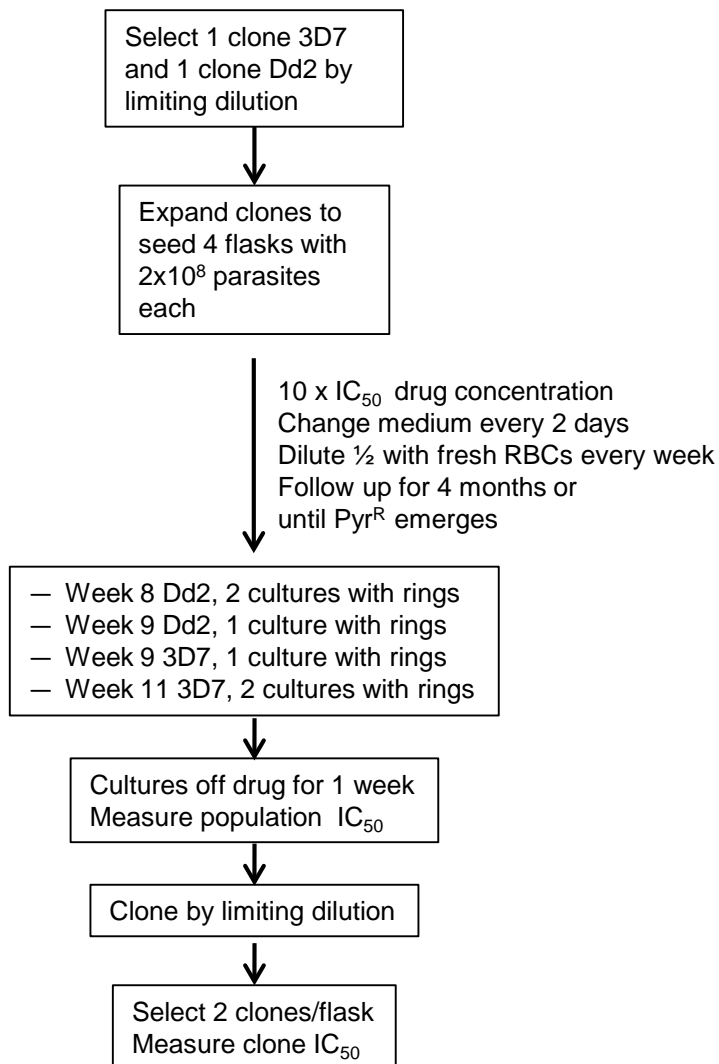 Select 1 clone 3D7
and 1 clone Dd2 by
limiting dilution
Expand clones to
seed 4 flasks with
2x10⁸ parasites
each
10 x IC₅₀ drug concentration
Change medium every 2 days
Dilute ½ with fresh RBCs every week
Follow up for 4 months or
until Pyrᴿ emerges
— Week 8 Dd2, 2 cultures with rings
— Week 9 Dd2, 1 culture with rings
— Week 9 3D7, 1 culture with rings
— Week 11 3D7, 2 cultures with rings
Cultures off drug for 1 week
Measure population IC₅₀
Clone by limiting dilution
Select 2 clones/flask
Measure clone IC₅₀